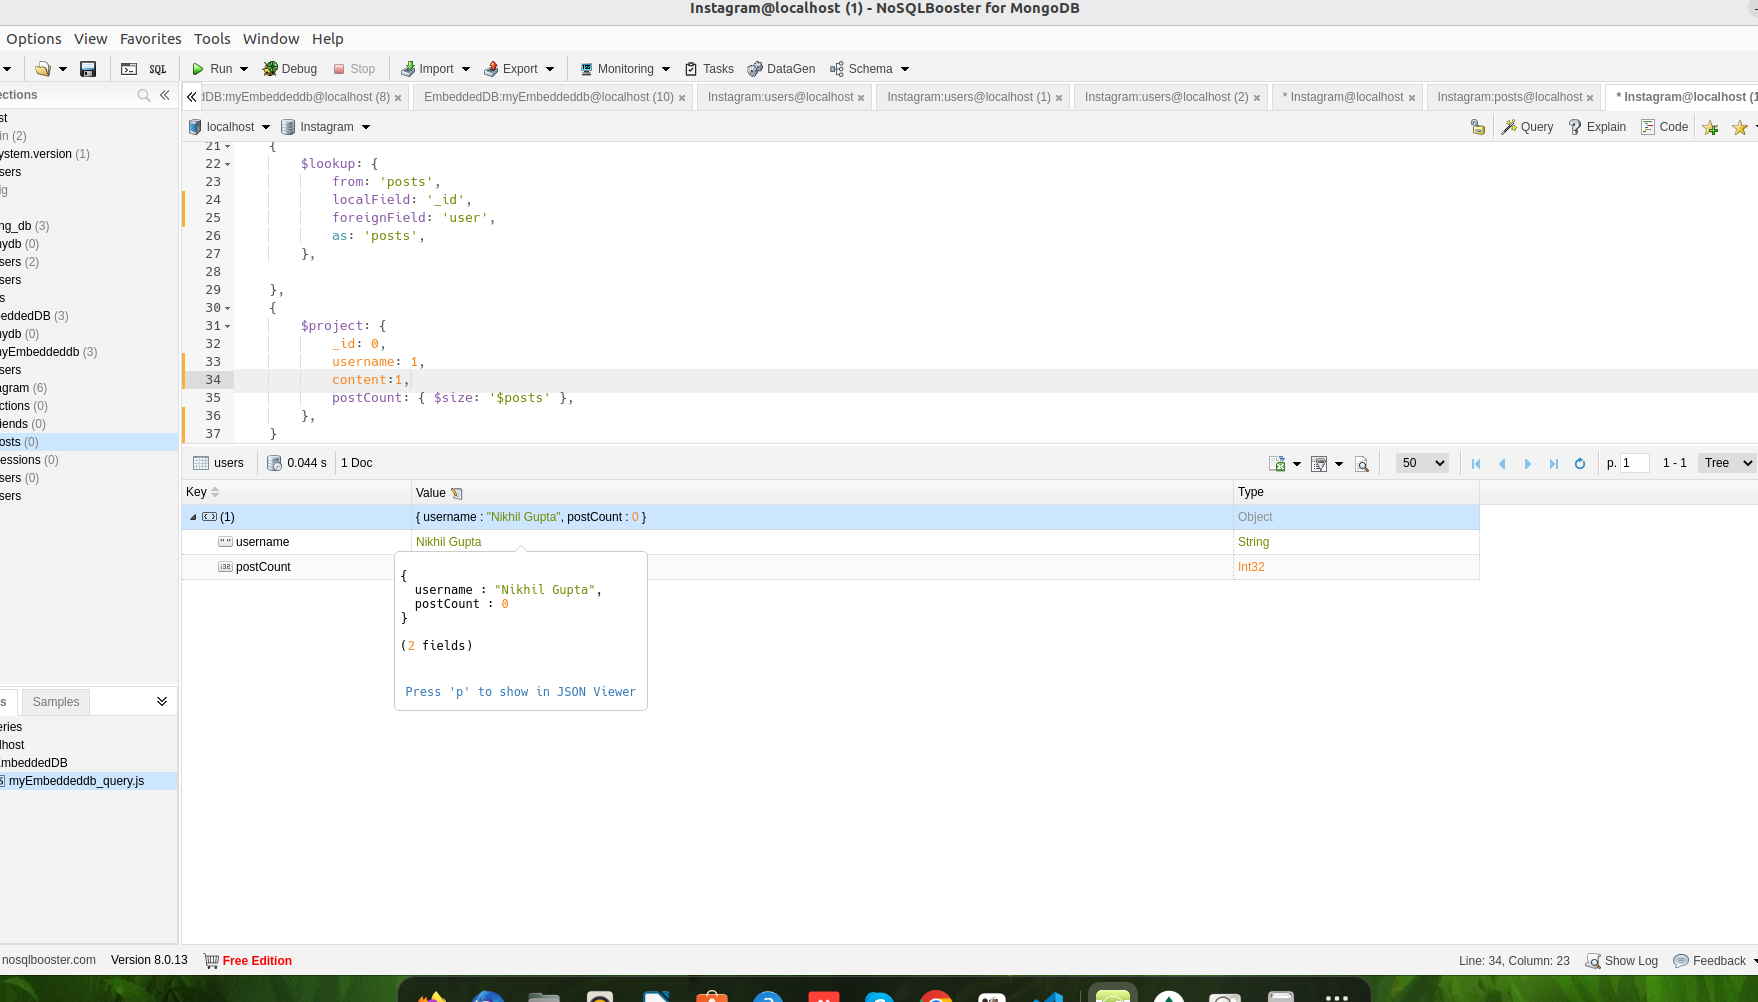 Instagram@localhost (1) - NoSQLBooster for MongoDB
Options View Favorites Tools Window Help
SQL Run Debug Stop Import Export Monitoring Tasks DataGen Schema
ections
dDB:myEmbeddeddb@localhost (8) × EmbeddedDB:myEmbeddeddb@localhost (10) × Instagram:users@localhost × Instagram:users@localhost (1) × Instagram:users@localhost (2) × * Instagram@localhost × Instagram:posts@localhost × * Instagram@localhost (1
localhost Instagram Query Explain Code
st
in (2)
ystem.version (1)
sers
ig
ng_db (3)
nydb (0)
sers (2)
sers
s
eddedDB (3)
nydb (0)
nyEmbeddeddb (3)
sers
agram (6)
ctions (0)
iends (0)
osts (0)
essions (0)
sers (0)
sers
21 {
22 $lookup: {
23 from: 'posts',
24 localField: '_id',
25 foreignField: 'user',
26 as: 'posts',
27 },
28
29 },
30 {
31 $project: {
32 _id: 0,
33 username: 1,
34 content:1,
35 postCount: { $size: '$posts' },
36 },
37 }
users 0.044 s 1 Doc 50 p. 1 1 - 1 Tree
Key Value Type
(1) { username : "Nikhil Gupta", postCount : 0 } Object
username Nikhil Gupta String
postCount Int32
{
username : "Nikhil Gupta",
postCount : 0
}
(2 fields)
Press 'p' to show in JSON Viewer
s Samples
eries
lhost
EmbeddedDB
myEmbeddeddb_query.js
nosqlbooster.com Version 8.0.13 Free Edition Line: 34, Column: 23 Show Log Feedback